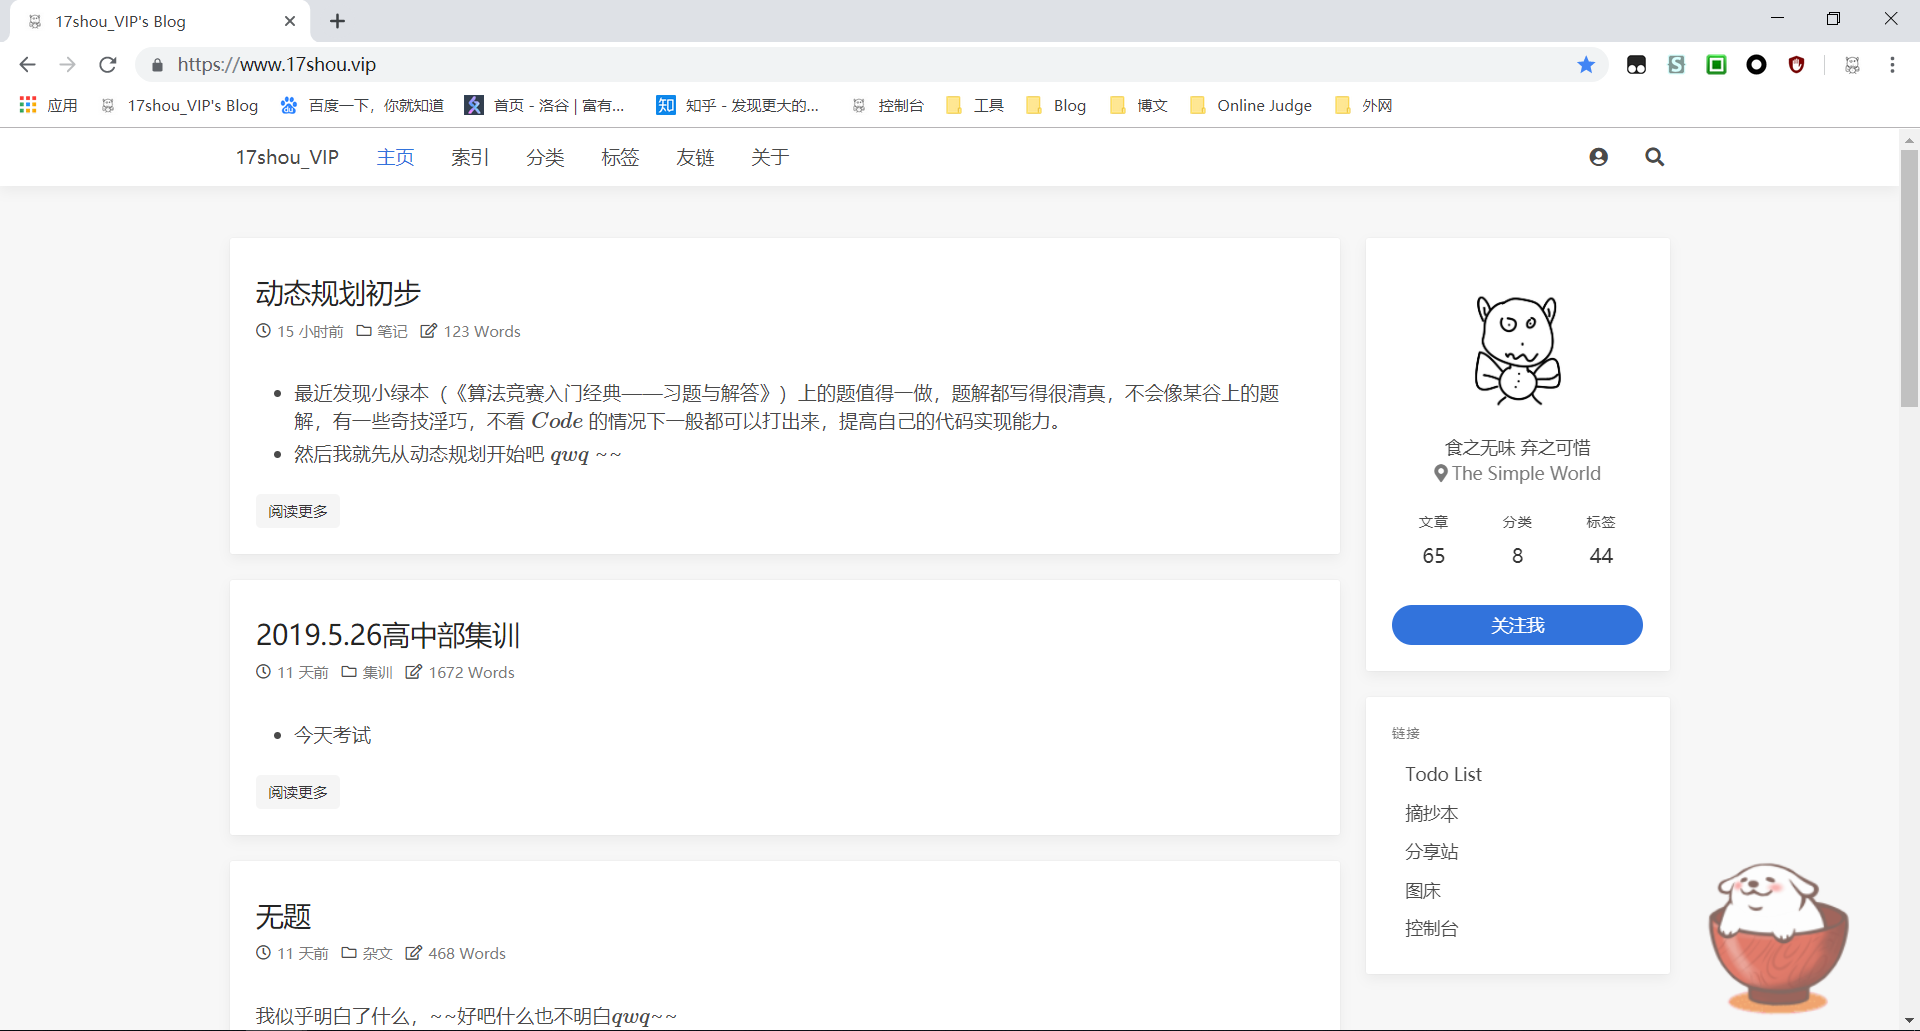 17shou_VIP's Blog
https://www.17shou.vip
应用 17shou_VIP's Blog 百度一下，你就知道 首页 - 洛谷 | 富有... 知 知乎 - 发现更大的... 控制台 工具 Blog 博文 Online Judge 外网
17shou_VIP 主页 索引 分类 标签 友链 关于
动态规划初步
15 小时前 笔记 123 Words
最近发现小绿本（《算法竞赛入门经典——习题与解答》）上的题值得一做，题解都写得很清真，不会像某谷上的题
解，有一些奇技淫巧，不看 Code 的情况下一般都可以打出来，提高自己的代码实现能力。
然后我就先从动态规划开始吧 qwq ~~
阅读更多
2019.5.26高中部集训
11 天前 集训 1672 Words
今天考试
阅读更多
无题
11 天前 杂文 468 Words
我似乎明白了什么，~~好吧什么也不明白qwq~~
食之无味 弃之可惜
The Simple World
文章 分类 标签
65 8 44
关注我
链接
Todo List
摘抄本
分享站
图床
控制台